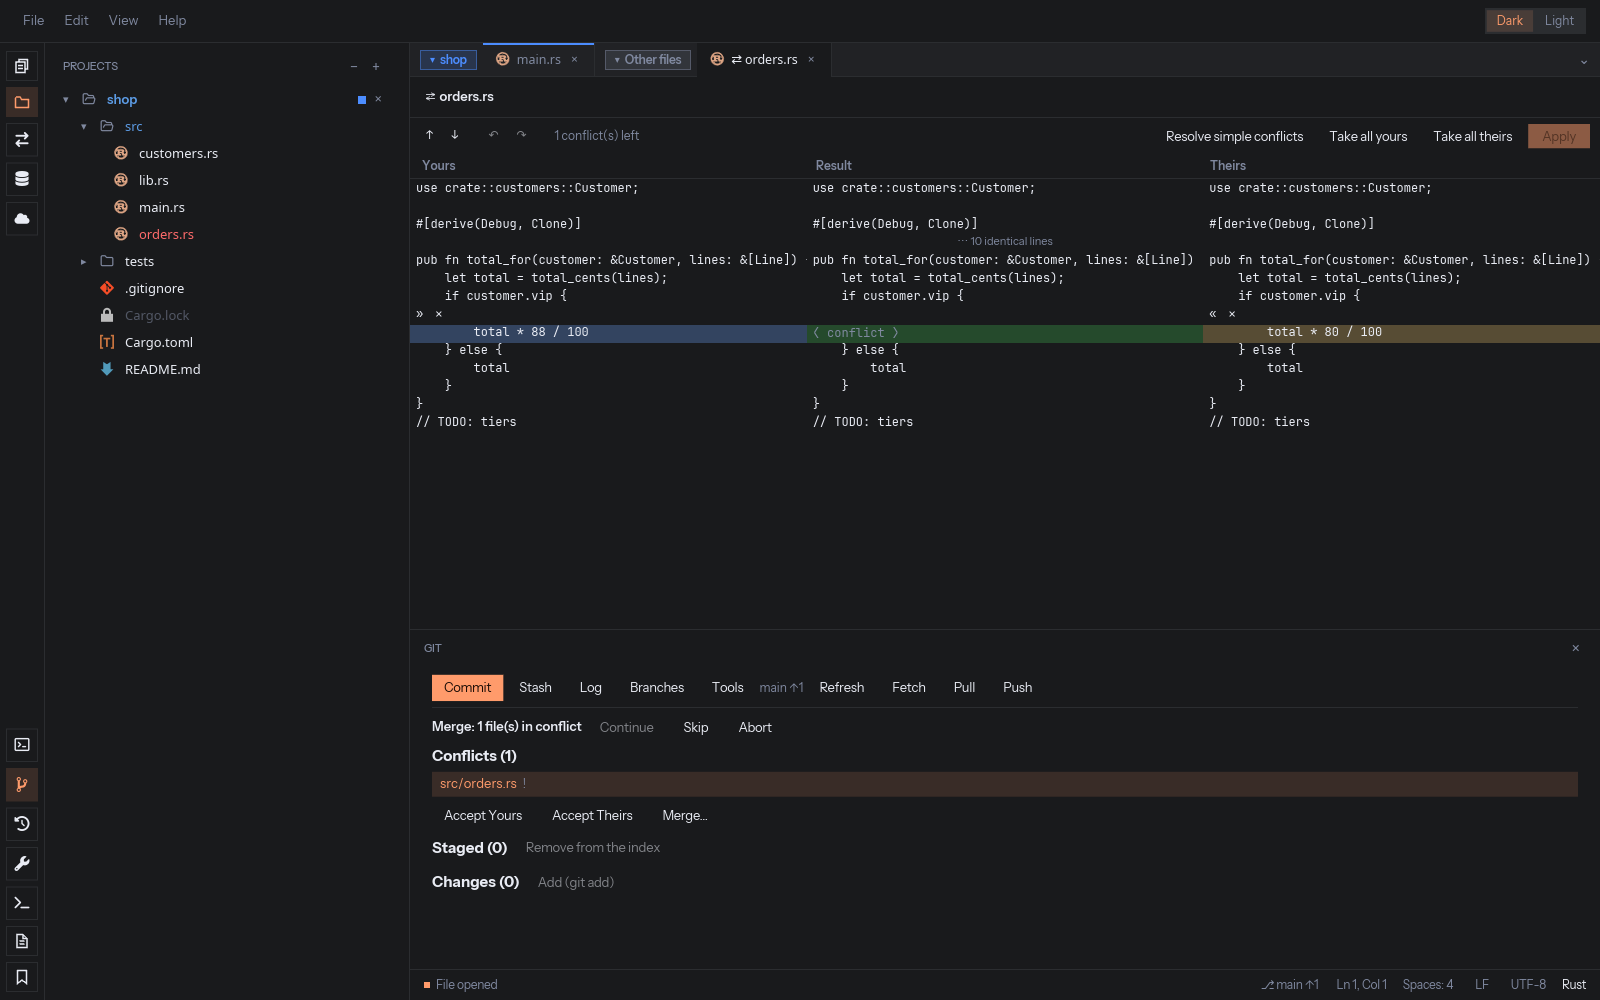 File Edit View Help
Dark Light
PROJECTS − +
shop ×
src
customers.rs
lib.rs
main.rs
orders.rs
tests
.gitignore
Cargo.lock
Cargo.toml
README.md
shop main.rs × Other files ⇄ orders.rs ×
⇄ orders.rs
↑ ↓ ↶ ↷ 1 conflict(s) left Resolve simple conflicts Take all yours Take all theirs Apply
Yours Result Theirs
use crate::customers::Customer; use crate::customers::Customer; use crate::customers::Customer;
#[derive(Debug, Clone)] #[derive(Debug, Clone)] #[derive(Debug, Clone)]
⋯ 10 identical lines
pub fn total_for(customer: &Customer, lines: &[Line]) pub fn total_for(customer: &Customer, lines: &[Line]) pub fn total_for(customer: &Customer, lines: &[Line])
let total = total_cents(lines); let total = total_cents(lines); let total = total_cents(lines);
if customer.vip { if customer.vip { if customer.vip {
» × « ×
total * 88 / 100 ⟨ conflict ⟩ total * 80 / 100
} else { } else { } else {
total total total
} } }
} } }
// TODO: tiers // TODO: tiers // TODO: tiers
GIT ×
Commit Stash Log Branches Tools main ↑1 Refresh Fetch Pull Push
Merge: 1 file(s) in conflict Continue Skip Abort
Conflicts (1)
src/orders.rs !
Accept Yours Accept Theirs Merge...
Staged (0) Remove from the index
Changes (0) Add (git add)
File opened main ↑1 Ln 1, Col 1 Spaces: 4 LF UTF-8 Rust